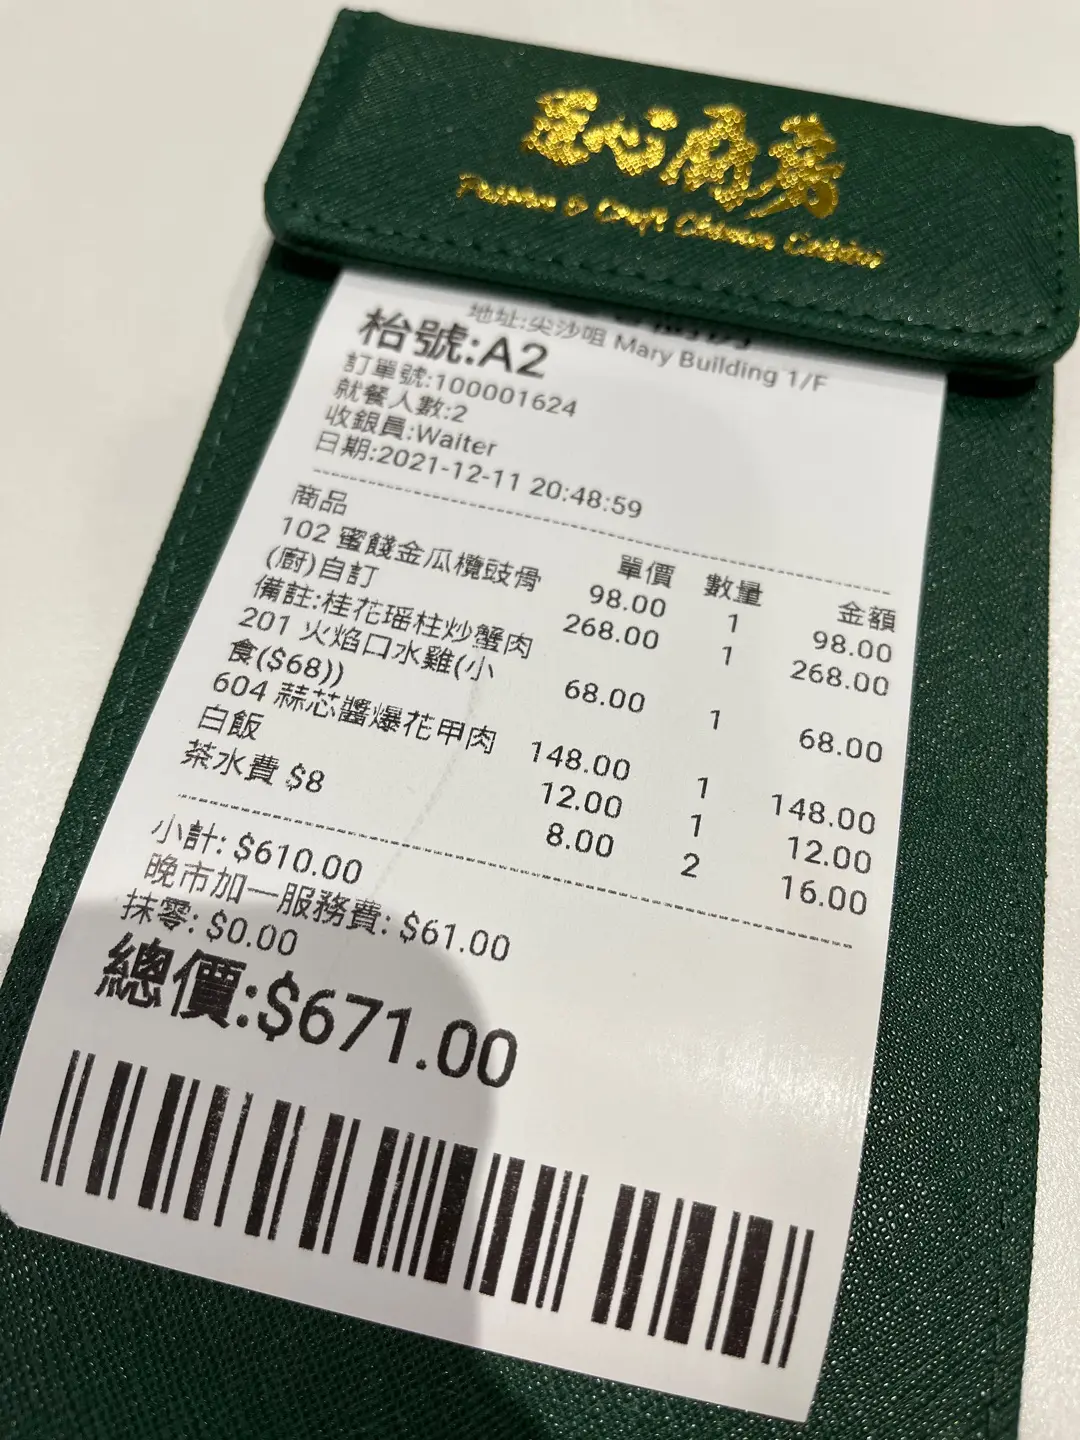 心廚房
Chinese
地址:尖沙咀 Mary Building 1/F
枱號:A2
訂單號:100001624
就餐人數:2
收銀員:Waiter
日期:2021-12-11 20:48:59
商品 單價 數量 金額
102 蜜餞金瓜欖豉骨 98.00 1 98.00
(廚)自訂 268.00 1 268.00
備註:桂花瑶柱炒蟹肉
201 火焰口水雞(小 68.00 1 68.00
食($68))
604 蒜芯醬爆花甲肉 148.00 1 148.00
白飯 12.00 1 12.00
茶水費 $8 8.00 2 16.00
小計: $610.00
晚市加一服務費: $61.00
抹零: $0.00
總價:$671.00